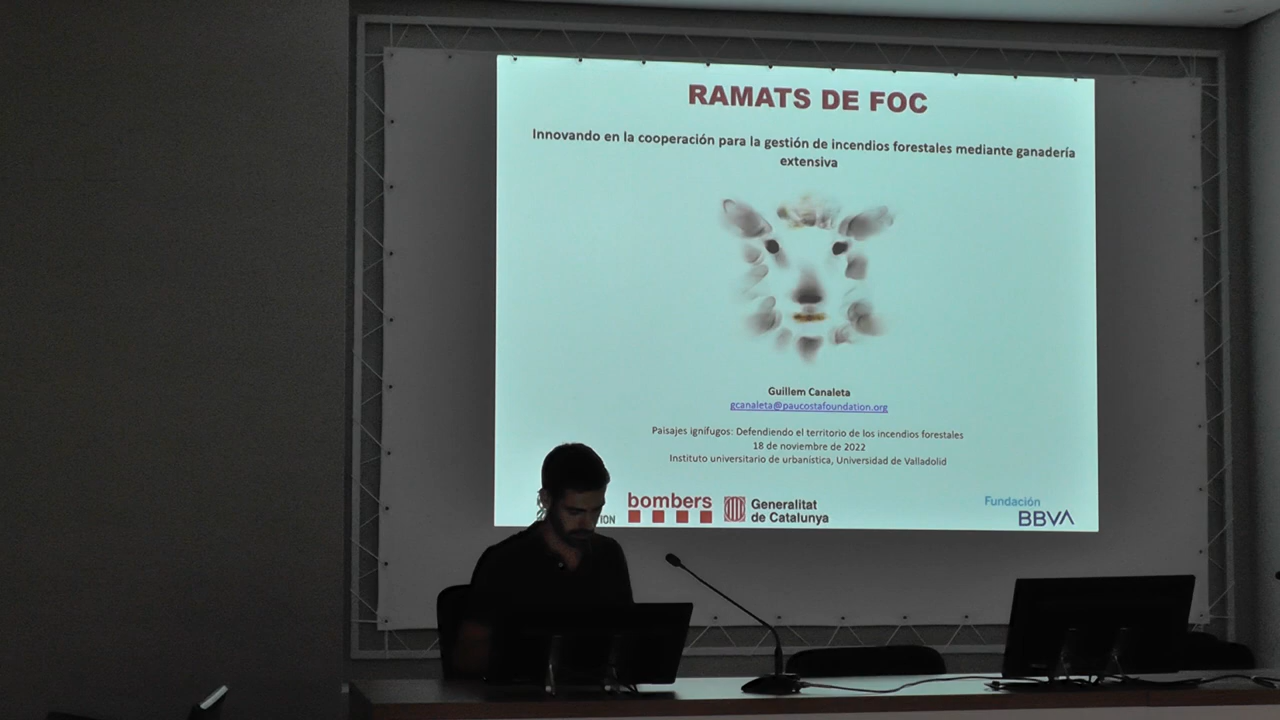 RAMATS DE FOC
Innovando en la cooperación para la gestión de incendios forestales mediante ganadería
extensiva
Guillem Canaleta
gcanaleta@paucostafoundation.org
Paisajes ignífugos: Defendiendo el territorio de los incendios forestales
18 de noviembre de 2022
Instituto universitario de urbanística, Universidad de Valladolid
bombers
Generalitat
de Catalunya
Fundación
BBVA